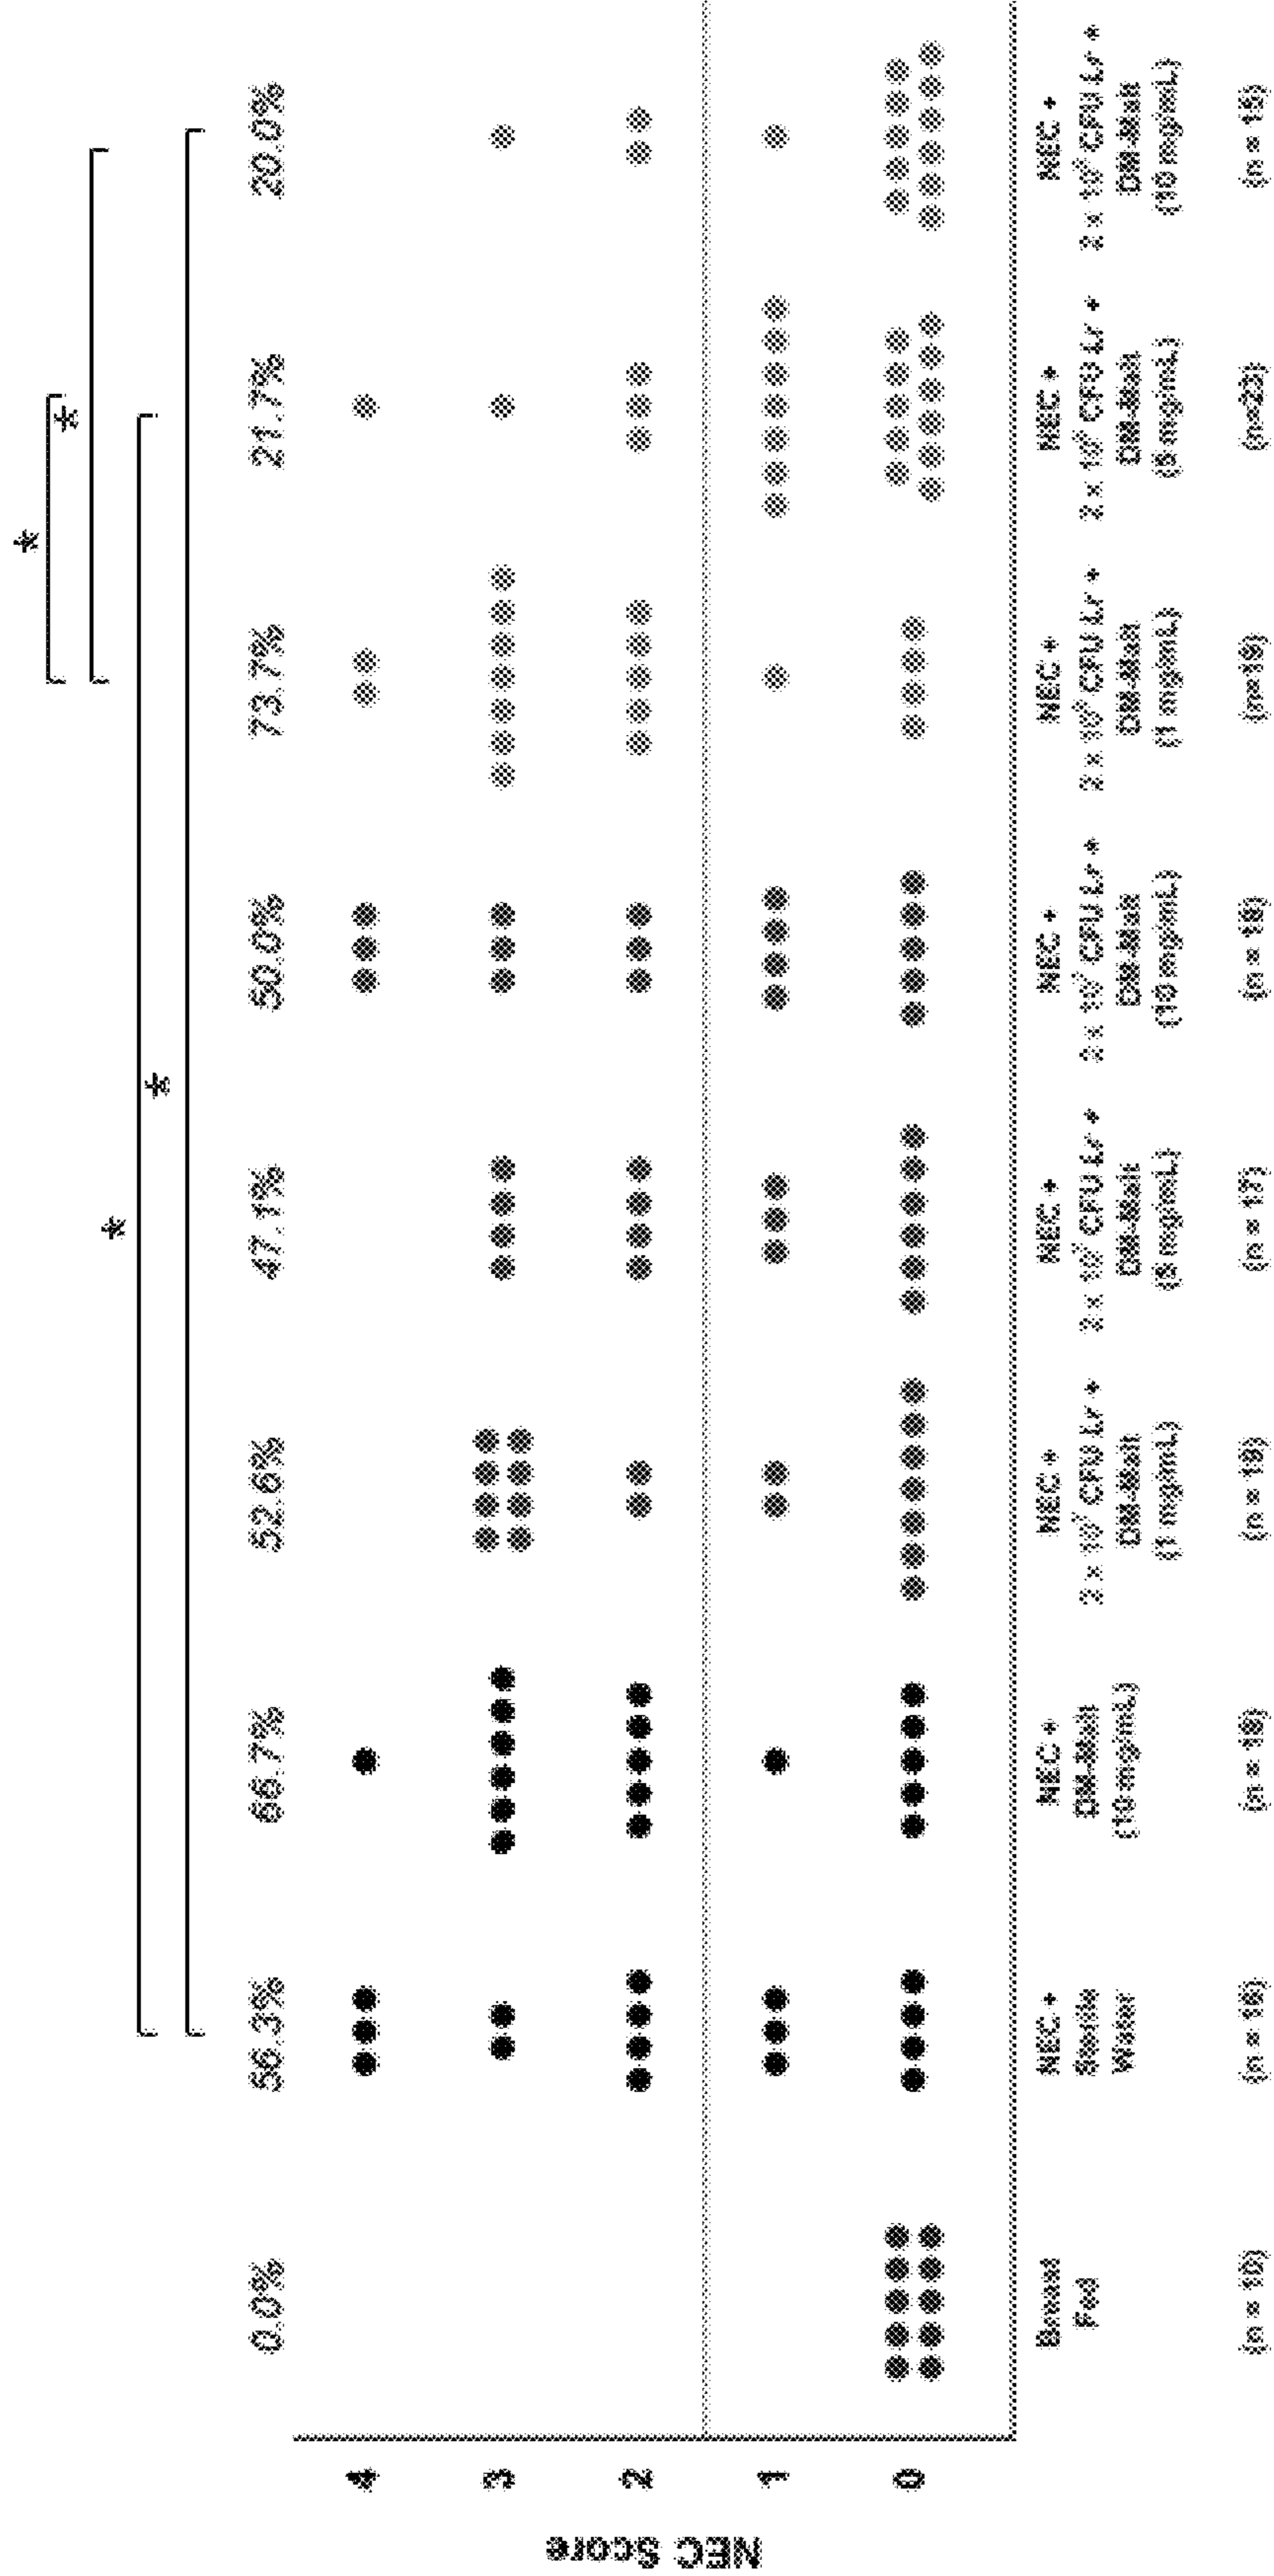 * * * *
0.0% 56.3% 66.7% 52.6% 47.1% 50.0% 73.7% 21.7% 20.0%
NEC Score
4
3
2
1
0
Breast
Fed
(n = 10)
NEC +
Sterile
Water
(n = 16)
NEC +
DM-Malt
(10 mg/mL)
(n = 18)
NEC +
2 x 10⁷ CFU Lr +
DM-Malt
(1 mg/mL)
(n = 19)
NEC +
2 x 10⁷ CFU Lr +
DM-Malt
(5 mg/mL)
(n = 17)
NEC +
2 x 10⁷ CFU Lr +
DM-Malt
(10 mg/mL)
(n = 18)
NEC +
2 x CFU Lr +
DM-Malt
(1 mg/mL)
(n=19)
NEC +
2 x CFU Lr +
DM-Malt
(5 mg/mL)
(n=23)
NEC +
2 x CFU Lr +
DM-Malt
(10 mg/mL)
(n = 15)